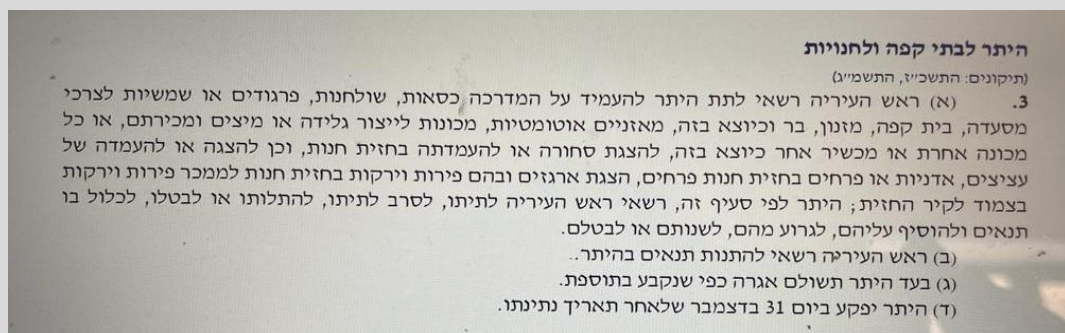 היתר לבתי קפה ולחנויות
(תיקונים: התשכ״ז, התשמ״ג)
3. (א) ראש העיריה רשאי לתת היתר להעמיד על המדרכה כסאות, שולחנות, פרגודים או שמשיות לצרכי
מסעדה, בית קפה, מזנון, בר וכיוצא בזה, מאזניים אוטומטיות, מכונות לייצור גלידה או מיצים ומכירתם, או כל
מכונה אחרת או מכשיר אחר כיוצא בזה, להצגת סחורה או להעמדתה בחזית חנות, וכן להצגה או להעמדה של
עציצים, אדניות או פרחים בחזית חנות פרחים, הצגת ארגזים ובהם פירות וירקות בחזית חנות לממכר פירות וירקות
בצמוד לקיר החזית; היתר לפי סעיף זה, רשאי ראש העיריה לתיתו, לסרב לתיתו, להתלותו או לבטלו, לכלול בו
תנאים ולהוסיף עליהם, לגרוע מהם, לשנותם או לבטלם.
(ב) ראש העיריה רשאי להתנות תנאים בהיתר..
(ג) בעד היתר תשולם אגרה כפי שנקבע בתוספת.
(ד) היתר יפקע ביום 31 בדצמבר שלאחר תאריך נתינתו.